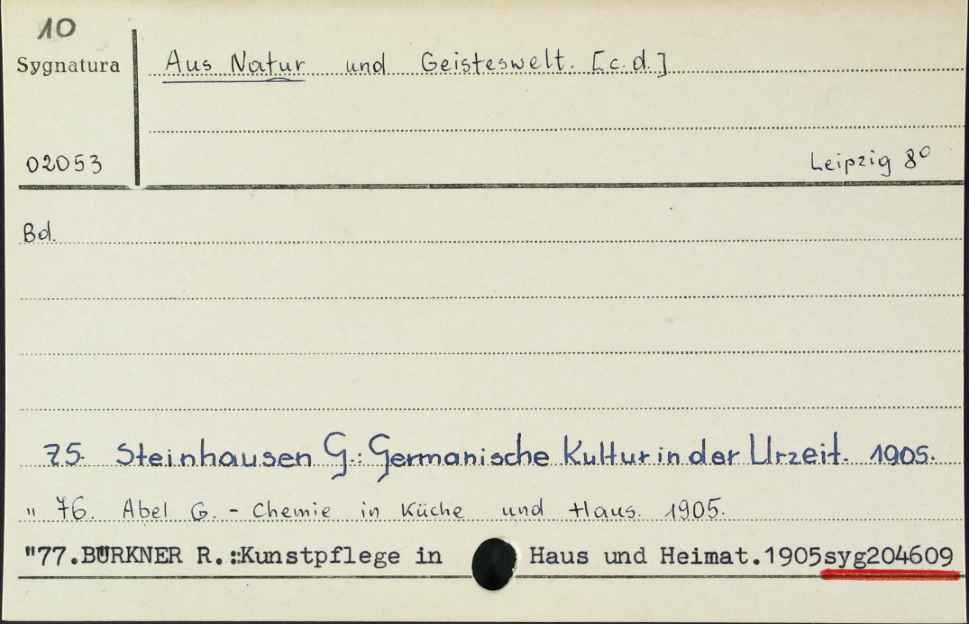 10
Sygnatura
Aus Natur und Geisteswelt. [c.d.]
02053
Leipzig 8°
Bd.
75. Steinhausen G.: Germanische Kultur in der Urzeit. 1905.
" 76. Abel G. - Chemie in Küche und Haus. 1905.
"77.BÜRKNER R.:Kunstpflege in Haus und Heimat.1905syg204609